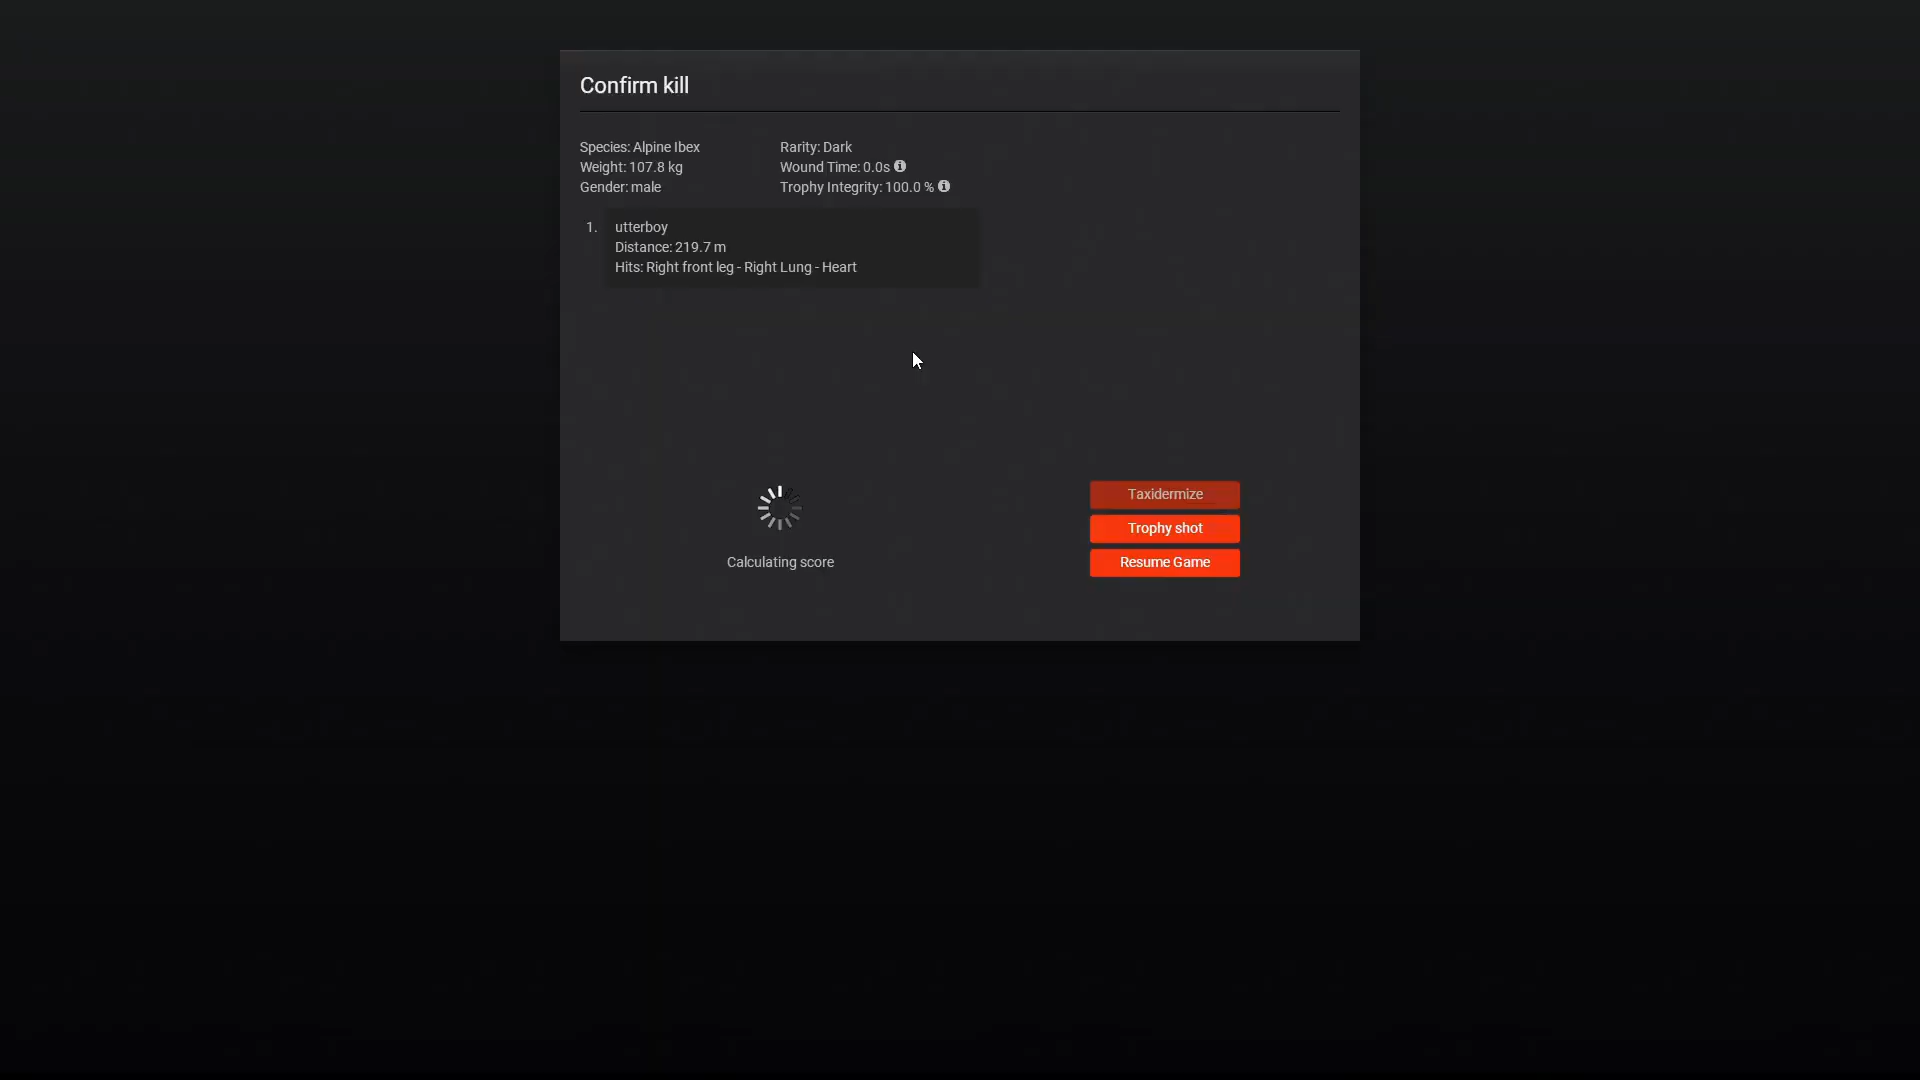 Confirm kill
Species: Alpine Ibex
Weight: 107.8 kg
Gender: male
Rarity: Dark
Wound Time: 0.0s
Trophy Integrity: 100.0 %
1. utterboy
Distance: 219.7 m
Hits: Right front leg - Right Lung - Heart
Calculating score
Taxidermize
Trophy shot
Resume Game